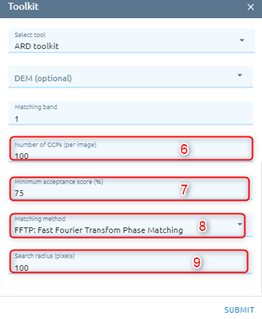 Toolkit
Select tool
ARD toolkit
DEM (optional)
Matching band
1
Number of GCPs (per image)
100
6
Minimum acceptance score (%)
75
7
Matching method
FFTP: Fast Fourier Transfom Phase Matching
8
Search radius (pixels)
100
9
SUBMIT